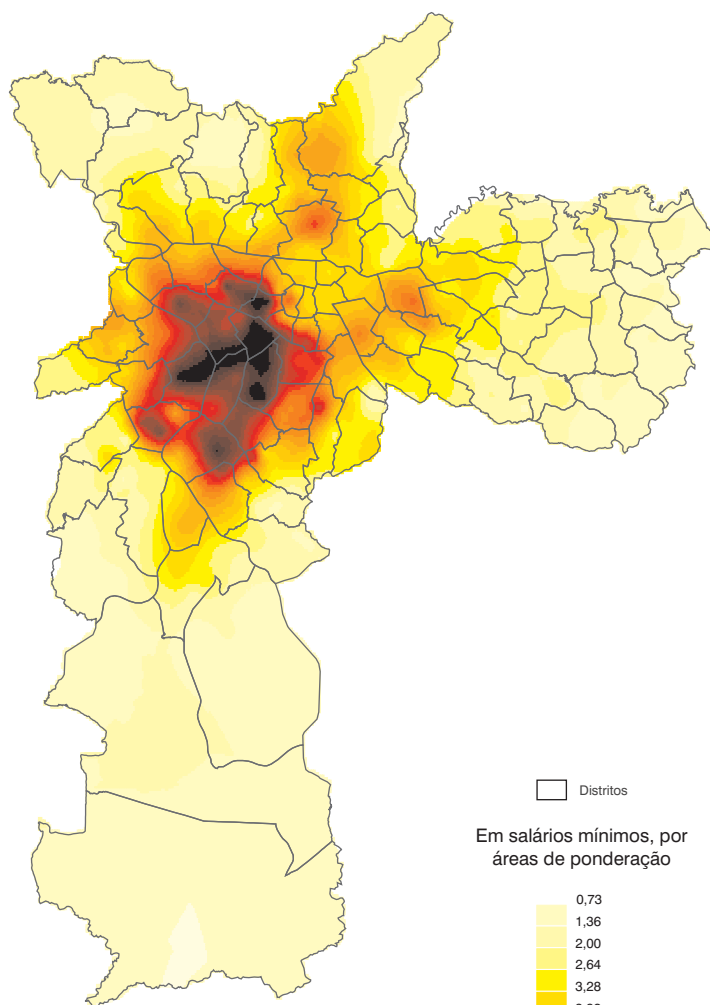 Distritos
Em salários mínimos, por
áreas de ponderação
0,73
1,36
2,00
2,64
3,28